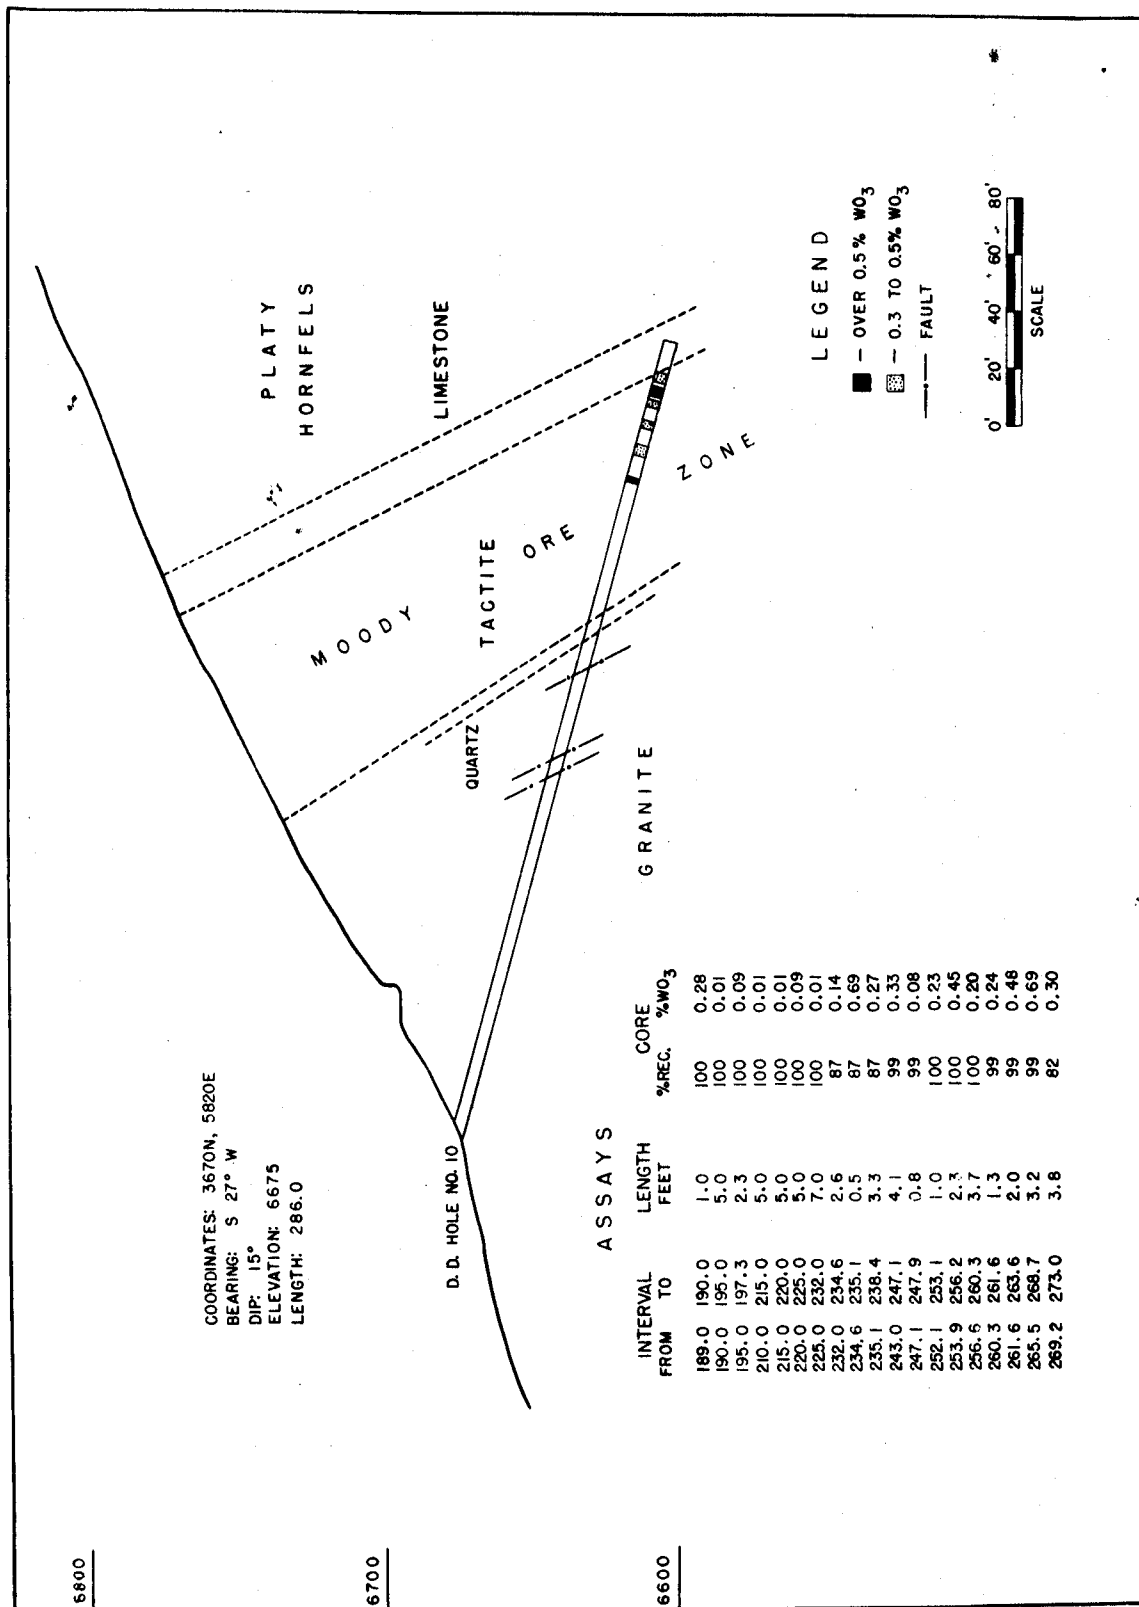 6800
6700
6600
COORDINATES: 3670N, 5820E
BEARING: S 27° W
DIP: 15°
ELEVATION: 6675
LENGTH: 286.0
D. D. HOLE NO. 10
PLATY
HORNFELS
LIMESTONE
MOODY
TACTITE
ORE
ZONE
QUARTZ
GRANITE
ASSAYS
INTERVAL LENGTH CORE
FROM TO FEET %REC. %WO3
189.0 190.0 1.0 100 0.28
190.0 195.0 5.0 100 0.01
195.0 197.3 2.3 100 0.09
210.0 215.0 5.0 100 0.01
215.0 220.0 5.0 100 0.01
220.0 225.0 5.0 100 0.09
225.0 232.0 7.0 100 0.01
232.0 234.6 2.6 87 0.14
234.6 235.1 0.5 87 0.69
235.1 238.4 3.3 87 0.27
243.0 247.1 4.1 99 0.33
247.1 247.9 0.8 99 0.08
252.1 253.1 1.0 100 0.23
253.9 256.2 2.3 100 0.45
256.6 260.3 3.7 100 0.20
260.3 261.6 1.3 99 0.24
261.6 263.6 2.0 99 0.48
265.5 268.7 3.2 99 0.69
269.2 273.0 3.8 82 0.30
LEGEND
– OVER 0.5% WO3
– 0.3 TO 0.5% WO3
FAULT
0' 20' 40' 60' 80'
SCALE